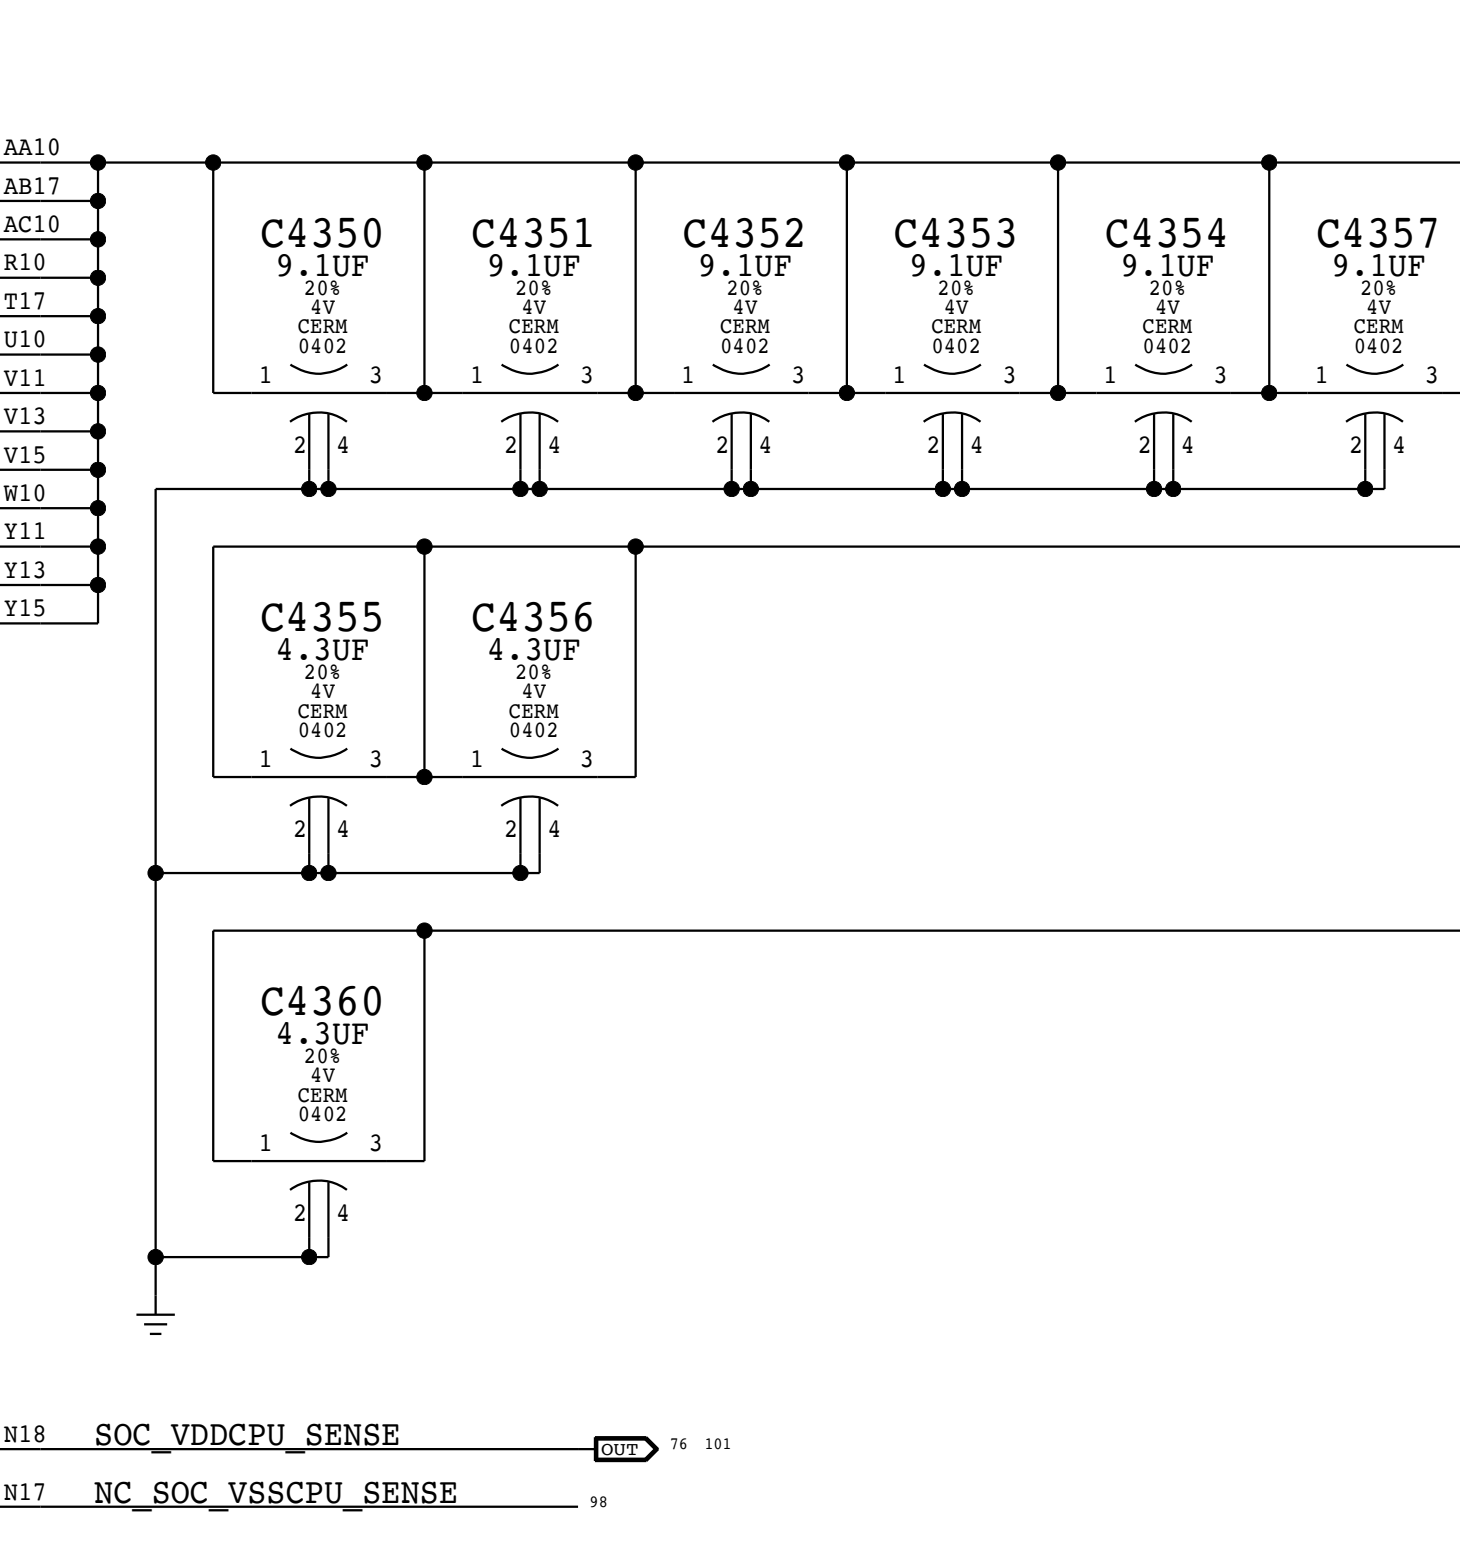 AA10
AB17
AC10
R10
T17
U10
V11
V13
V15
W10
Y11
Y13
Y15
C4350
9.1UF
20%
4V
CERM
0402
1 3
2 4
C4351
9.1UF
20%
4V
CERM
0402
1 3
2 4
C4352
9.1UF
20%
4V
CERM
0402
1 3
2 4
C4353
9.1UF
20%
4V
CERM
0402
1 3
2 4
C4354
9.1UF
20%
4V
CERM
0402
1 3
2 4
C4357
9.1UF
20%
4V
CERM
0402
1 3
2 4
C4355
4.3UF
20%
4V
CERM
0402
1 3
2 4
C4356
4.3UF
20%
4V
CERM
0402
1 3
2 4
C4360
4.3UF
20%
4V
CERM
0402
1 3
2 4
N18 SOC_VDDCPU_SENSE OUT 76 101
N17 NC_SOC_VSSCPU_SENSE 98